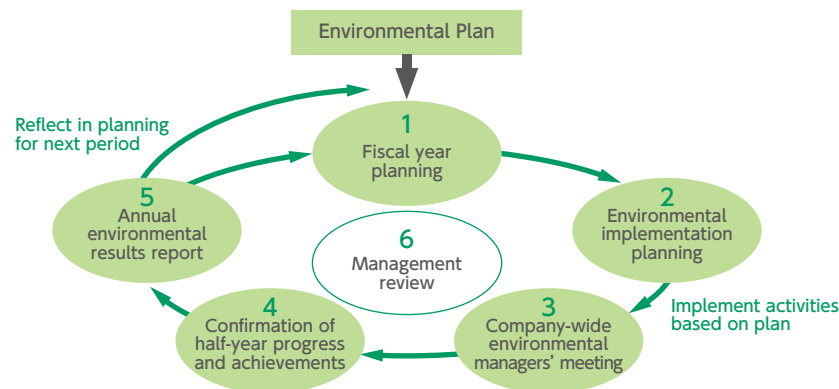 Environmental Plan
Reflect in planning
for next period
1
Fiscal year
planning
2
Environmental
implementation
planning
Implement activities
based on plan
3
Company-wide
environmental
managers’ meeting
4
Confirmation of
half-year progress
and achievements
5
Annual
environmental
results report
6
Management
review